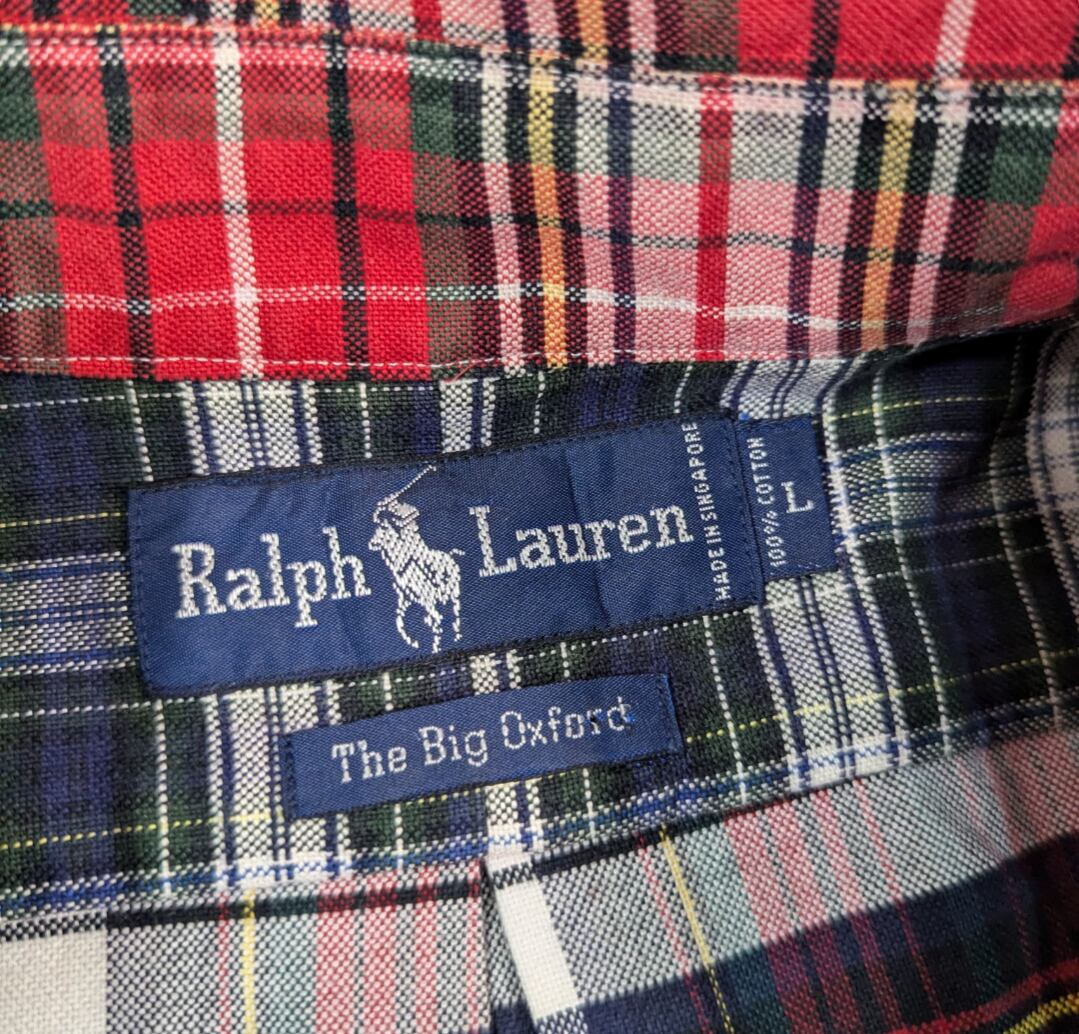 Ralph Lauren
MADE IN SINGAPORE
100% COTTON
L
The Big Oxford